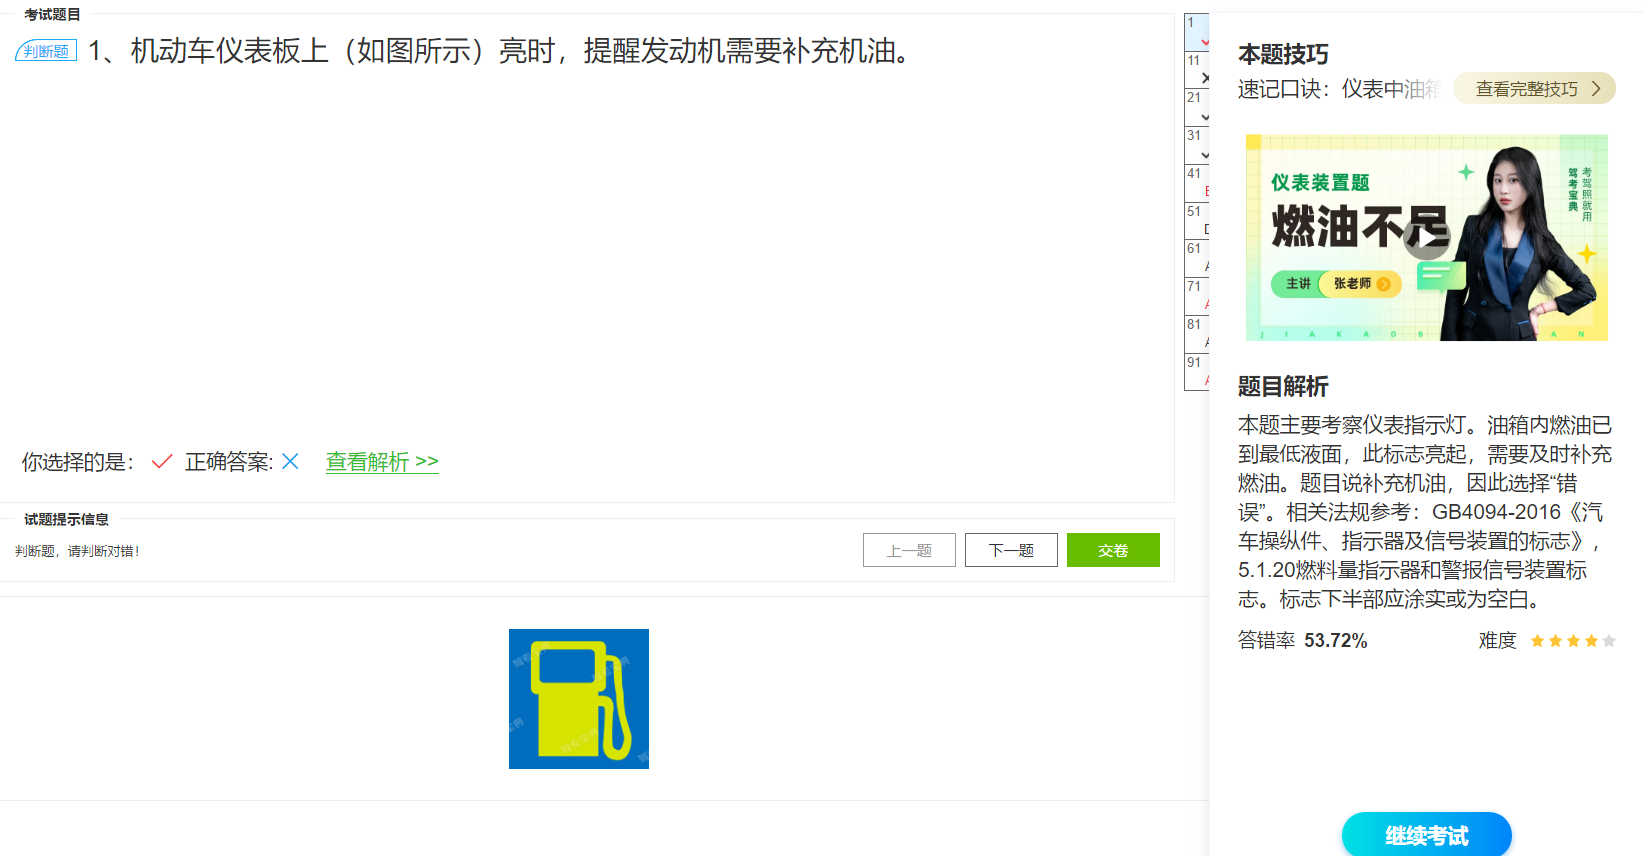 考试题目
判断题 1、机动车仪表板上（如图所示）亮时，提醒发动机需要补充机油。
你选择的是： 正确答案: 查看解析 >>
试题提示信息
判断题，请判断对错！
上一题 下一题 交卷
驾考宝典
1
11
21
31
41
51
D
61
A
71
A
81
A
91
A
本题技巧
速记口诀：仪表中油箱 查看完整技巧
仪表装置题
燃油不足
主讲 张老师
考驾照就用
驾考宝典
J I A K A O B A N
题目解析
本题主要考察仪表指示灯。油箱内燃油已
到最低液面，此标志亮起，需要及时补充
燃油。题目说补充机油，因此选择“错
误”。相关法规参考：GB4094-2016《汽
车操纵件、指示器及信号装置的标志》，
5.1.20燃料量指示器和警报信号装置标
志。标志下半部应涂实或为空白。
答错率 53.72% 难度
继续考试